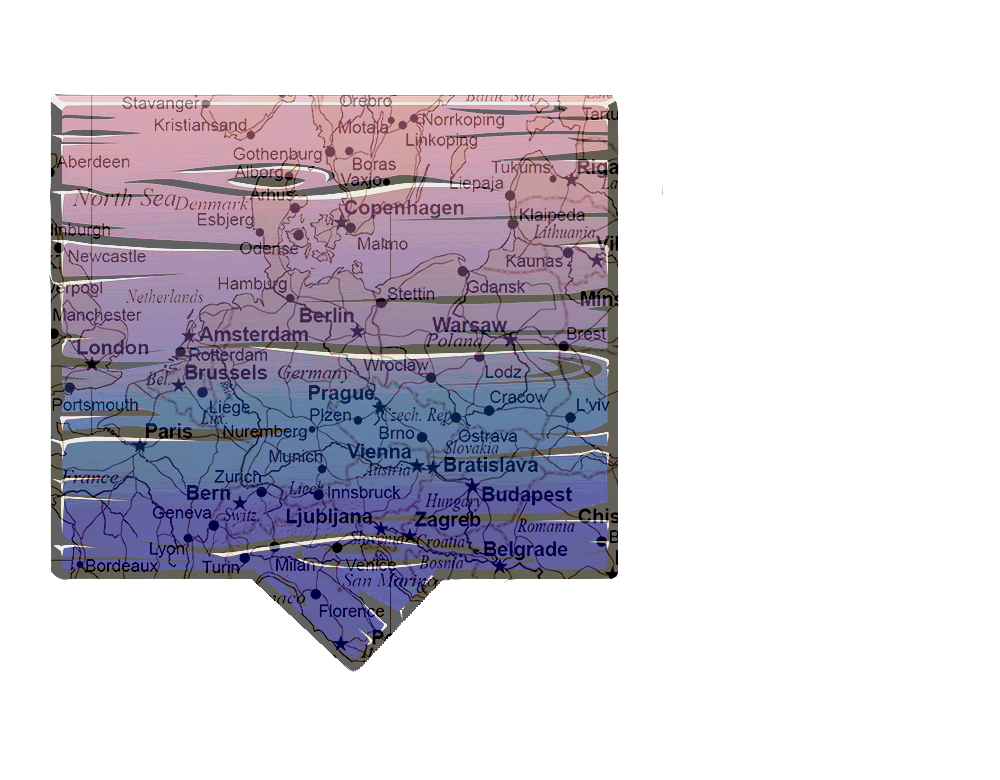 Stavanger
Orebro
Baltic Sea
Kristiansand
Motala
Norrkoping
Linkoping
Gothenburg
Aberdeen
Boras
Tukums
Riga
Alborg
Vaxjo
Liepaja
North Sea
Denmark
Arhus
Copenhagen
Esbjerg
Klaipeda
Lithuania
Odense
Malmo
Newcastle
Kaunas
Hamburg
Gdansk
Netherlands
Stettin
Manchester
Berlin
Warsaw
Amsterdam
Poland
Brest
London
Rotterdam
Brussels
Germany
Wroclaw
Lodz
Bel.
Portsmouth
Liege
Lux.
Prague
Cracow
L'viv
Plzen
Czech. Rep
Paris
Nuremberg
Brno
Ostrava
Slovakia
Munich
Vienna
Austria
Bratislava
France
Zurich
Bern
Liech
Innsbruck
Hungary
Budapest
Geneva
Switz.
Ljubljana
Zagreb
Romania
Chis
Lyon
Slovenia
Croatia
Belgrade
Bordeaux
Turin
Milan
Venice
Bosnia
San Marino
Florence